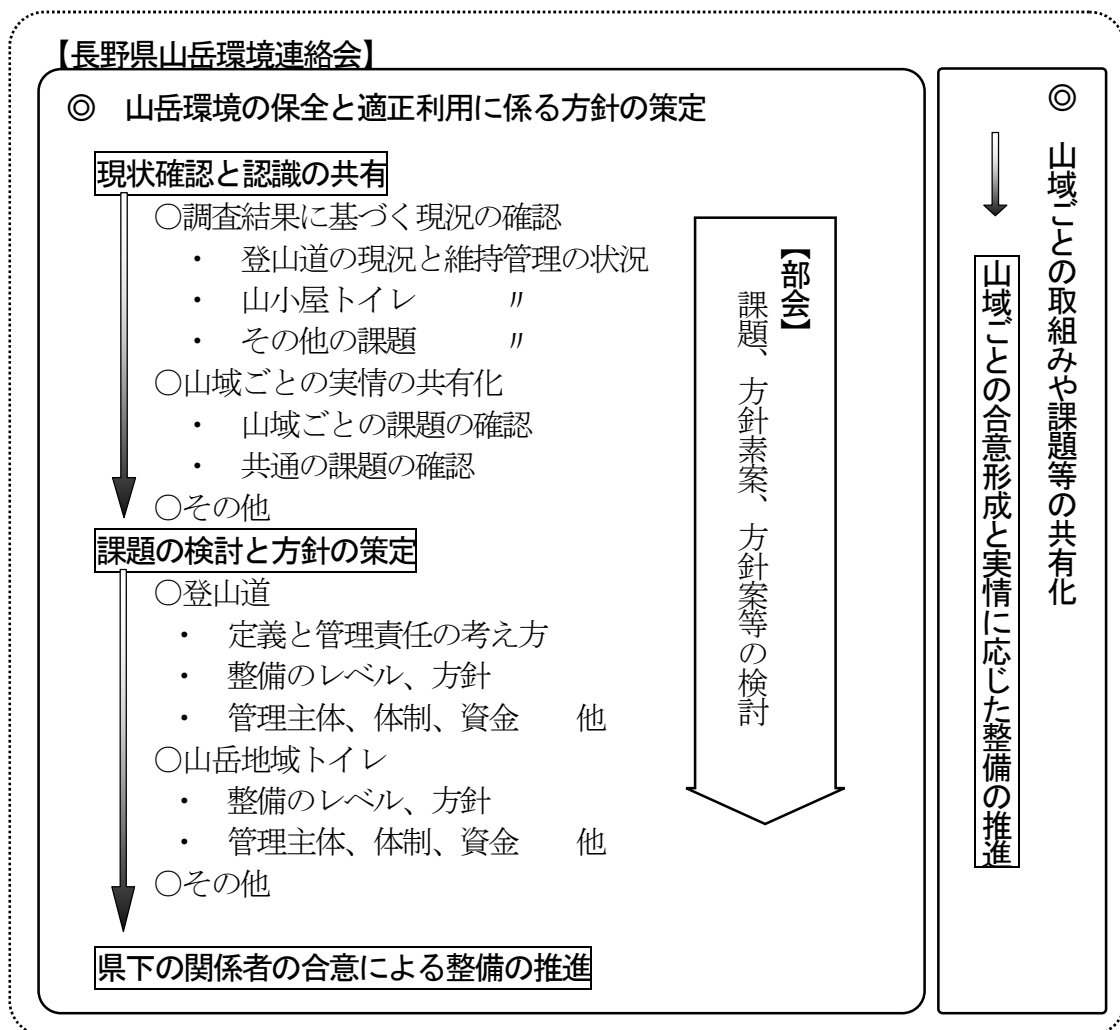 【長野県山岳環境連絡会】
◎　山岳環境の保全と適正利用に係る方針の策定
現状確認と認識の共有
○調査結果に基づく現況の確認
・　登山道の現況と維持管理の状況
・　山小屋トイレ　　　〃
・　その他の課題　　　〃
○山域ごとの実情の共有化
・　山域ごとの課題の確認
・　共通の課題の確認
○その他
課題の検討と方針の策定
○登山道
・　定義と管理責任の考え方
・　整備のレベル、方針
・　管理主体、体制、資金　　他
○山岳地域トイレ
・　整備のレベル、方針
・　管理主体、体制、資金　　他
○その他
県下の関係者の合意による整備の推進
【部会】
課題、方針素案、方針案等の検討
◎　山域ごとの取組みや課題等の共有化
山域ごとの合意形成と実情に応じた整備の推進